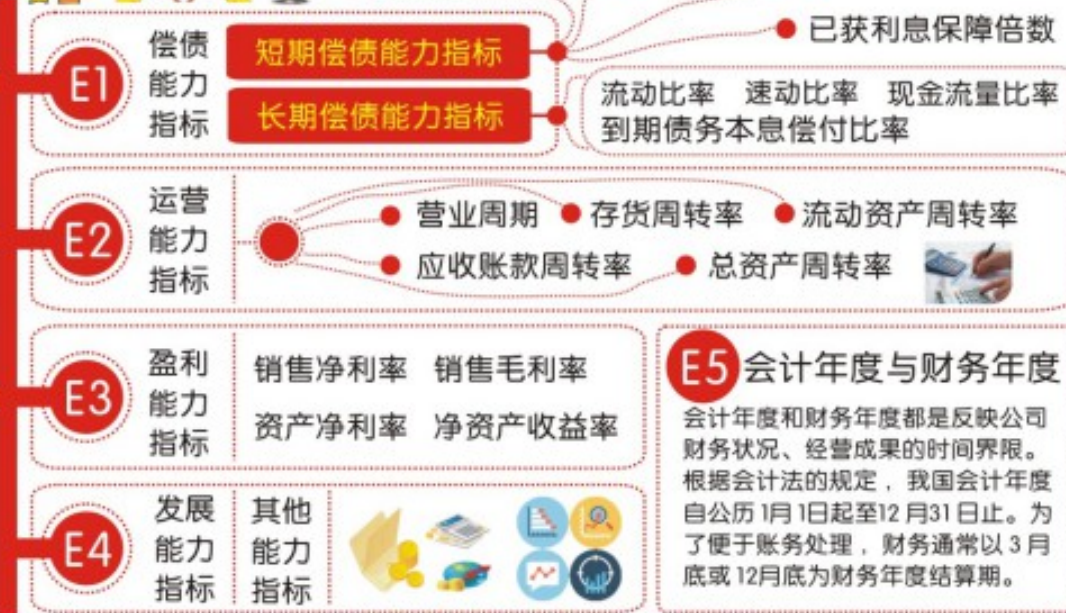 E1
偿债
能力
指标
短期偿债能力指标
长期偿债能力指标
已获利息保障倍数
流动比率 速动比率 现金流量比率
到期债务本息偿付比率
E2
运营
能力
指标
营业周期 存货周转率 流动资产周转率
应收账款周转率 总资产周转率
E3
盈利
能力
指标
销售净利率 销售毛利率
资产净利率 净资产收益率
E4
发展
能力
指标
其他
能力
指标
E5 会计年度与财务年度
会计年度和财务年度都是反映公司
财务状况、经营成果的时间界限。
根据会计法的规定，我国会计年度
自公历1月1日起至12月31日止。为
了便于账务处理，财务通常以3月
底或12月底为财务年度结算期。